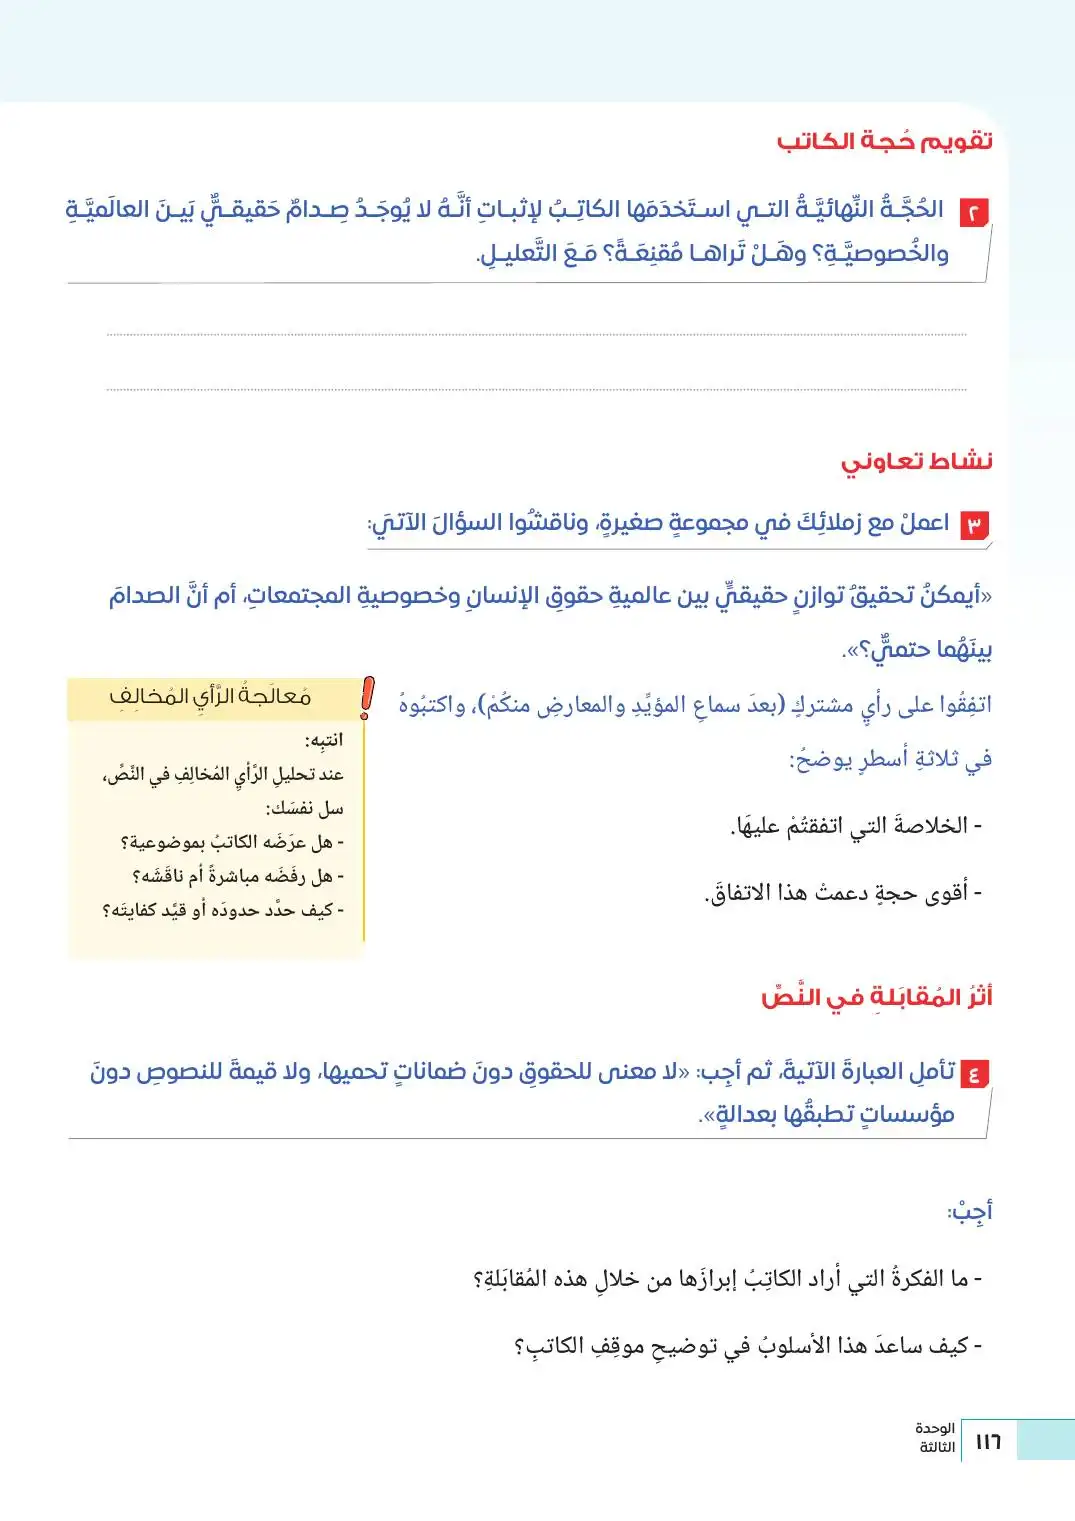 تقويم حُجة الكاتب
٢ الحُجَّةُ النِّهائيَّةُ التي استَخدَمَها الكاتِبُ لإثباتِ أنَّهُ لا يُوجَدُ صِدامٌ حَقيقيٌّ بَينَ العالَميَّةِ
والخُصوصيَّةِ؟ وهَلْ تَراها مُقنِعَةً؟ مَعَ التَّعليلِ.
نشاط تعاوني
٣ اعملْ مع زملائِكَ في مجموعةٍ صغيرةٍ، وناقشُوا السؤالَ الآتيَ:
«أيمكنُ تحقيقُ توازنٍ حقيقيٍّ بين عالميةِ حقوقِ الإنسانِ وخصوصيةِ المجتمعاتِ، أم أنَّ الصدامَ
بينَهُما حتميٌّ؟».
اتفِقُوا على رأيٍ مشتركٍ (بعدَ سماعِ المؤيِّدِ والمعارضِ منكُمْ)، واكتبُوهُ
في ثلاثةِ أسطرٍ يوضحُ:
- الخلاصةَ التي اتفقتُمْ عليهَا.
- أقوى حجةٍ دعمتْ هذا الاتفاقَ.
مُعالَجةُ الرَّأيِ المُخالِفِ
انتبِه:
عند تحليلِ الرَّأيِ المُخالِفِ في النَّصِّ،
سل نفسَك:
- هل عرَضَه الكاتبُ بموضوعية؟
- هل رفَضَه مباشرةً أم ناقَشَه؟
- كيف حدَّد حدودَه أو قيَّد كفايتَه؟
أثرُ المُقابَلةِ في النَّصِّ
٤ تأملِ العبارةَ الآتيةَ، ثم أجِب: «لا معنى للحقوقِ دونَ ضماناتٍ تحميها، ولا قيمةَ للنصوصِ دونَ
مؤسساتٍ تطبقُها بعدالةٍ».
أجِبْ:
- ما الفكرةُ التي أراد الكاتِبُ إبرازَها من خلالِ هذه المُقابَلةِ؟
- كيف ساعدَ هذا الأسلوبُ في توضيحِ موقِفِ الكاتبِ؟
الوحدة
الثالثة
١١٦